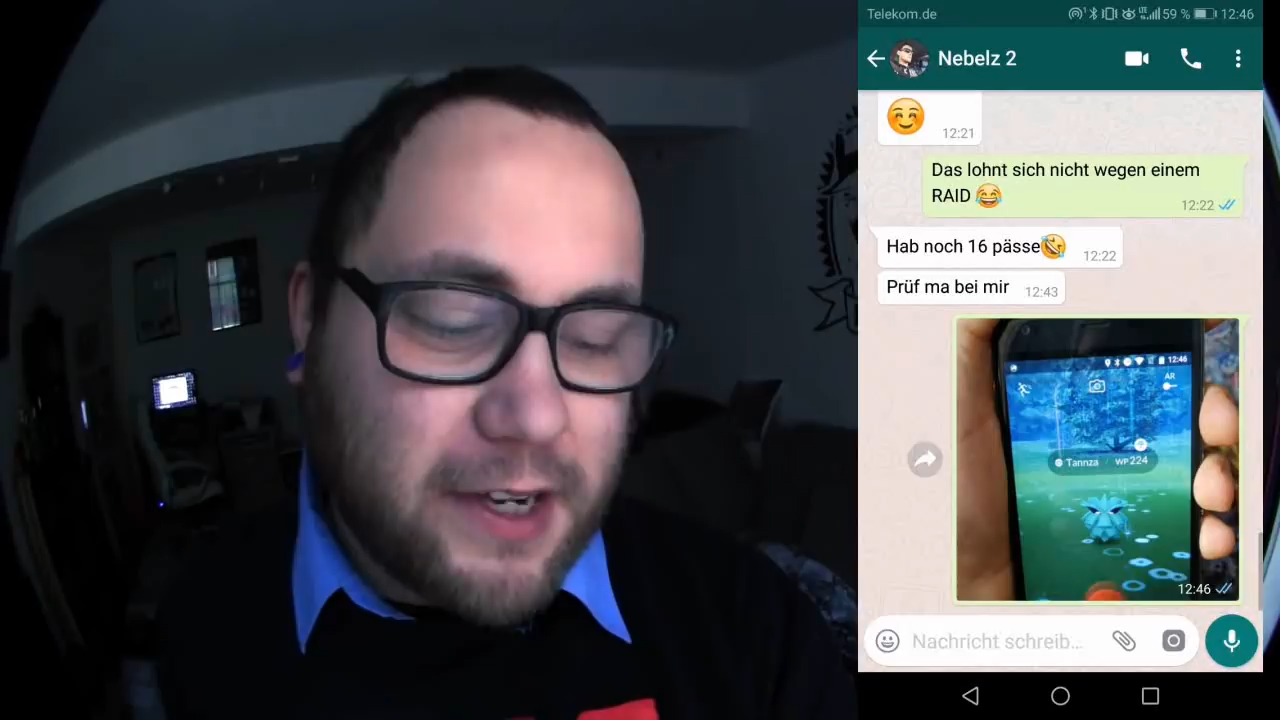 Telekom.de
59 %
12:46
Nebelz 2
12:21
Das lohnt sich nicht wegen einem
RAID 😂
12:22
Hab noch 16 pässe🤣
12:22
Prüf ma bei mir
12:43
12:46
AR
Tannza / WP224
12:46
Nachricht schreib...